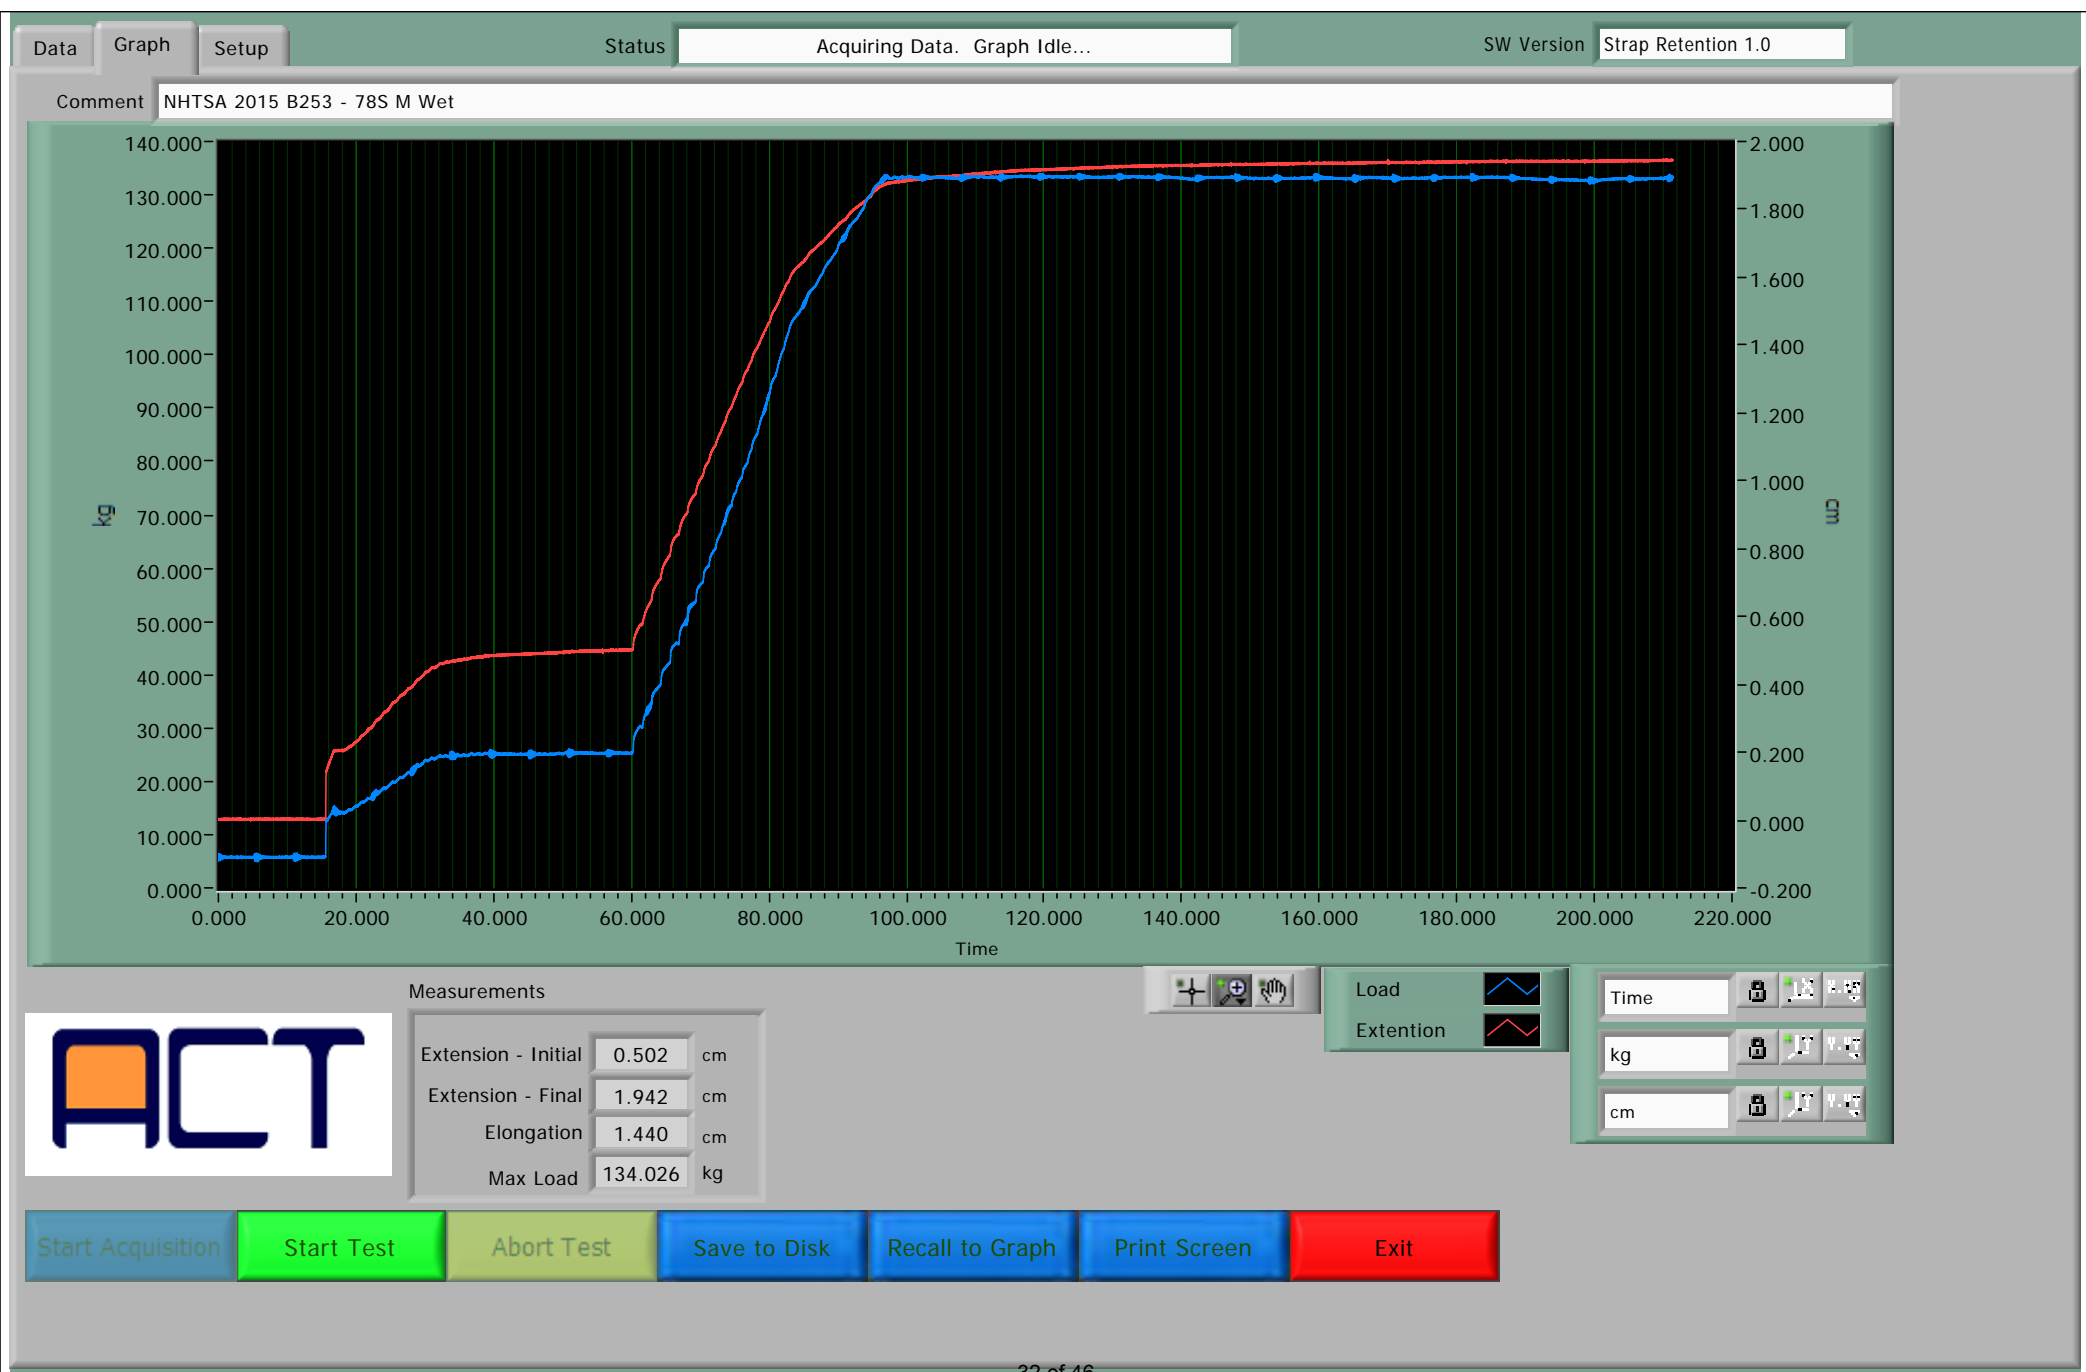 Data Graph Setup Status Acquiring Data. Graph Idle... SW Version Strap Retention 1.0
Comment NHTSA 2015 B253 - 78S M Wet
140.000
130.000
120.000
110.000
100.000
90.000
80.000
70.000
60.000
50.000
40.000
30.000
20.000
10.000
0.000
kg
2.000
1.800
1.600
1.400
1.200
1.000
0.800
0.600
0.400
0.200
0.000
-0.200
cm
0.000 20.000 40.000 60.000 80.000 100.000 120.000 140.000 160.000 180.000 200.000 220.000
Time
Measurements
Extension - Initial 0.502 cm
Extension - Final 1.942 cm
Elongation 1.440 cm
Max Load 134.026 kg
Load
Extention
Time
kg
cm
ACT
Start Acquisition Start Test Abort Test Save to Disk Recall to Graph Print Screen Exit
32 of 46